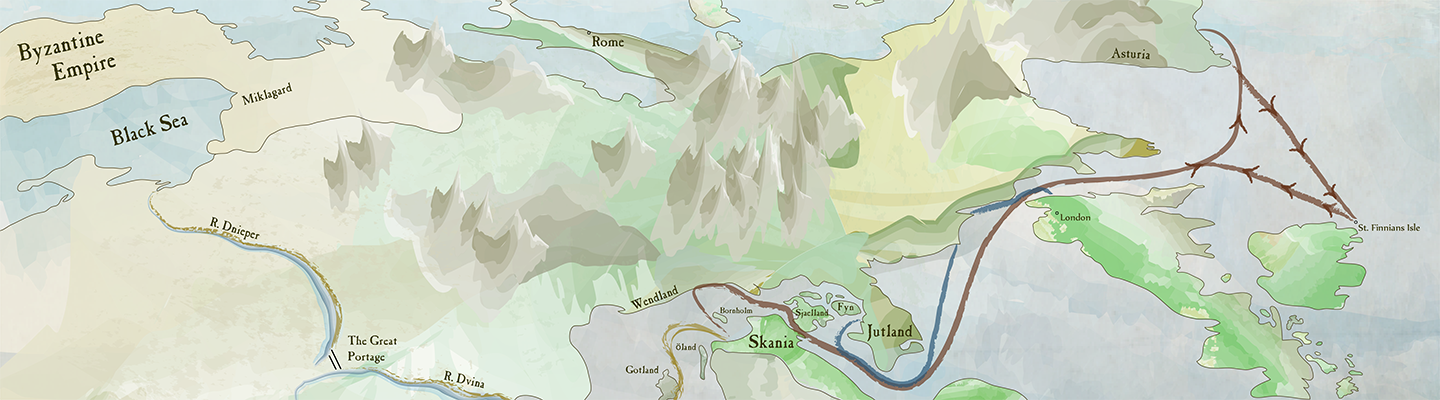 Byzantine
Empire
Rome
Asturia
Miklagard
Black Sea
R. Dnieper
London
St. Finnians Isle
Wendland
Bornholm
Sjaelland
Fyn
Jutland
Skania
The Great
Portage
Öland
Gotland
R. Dvina